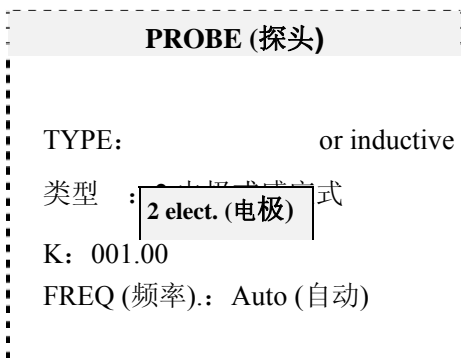 PROBE (探头)
TYPE： or inductive
类型 ： 式
2 elect. (电极)
K：001.00
FREQ (频率).：Auto (自动)